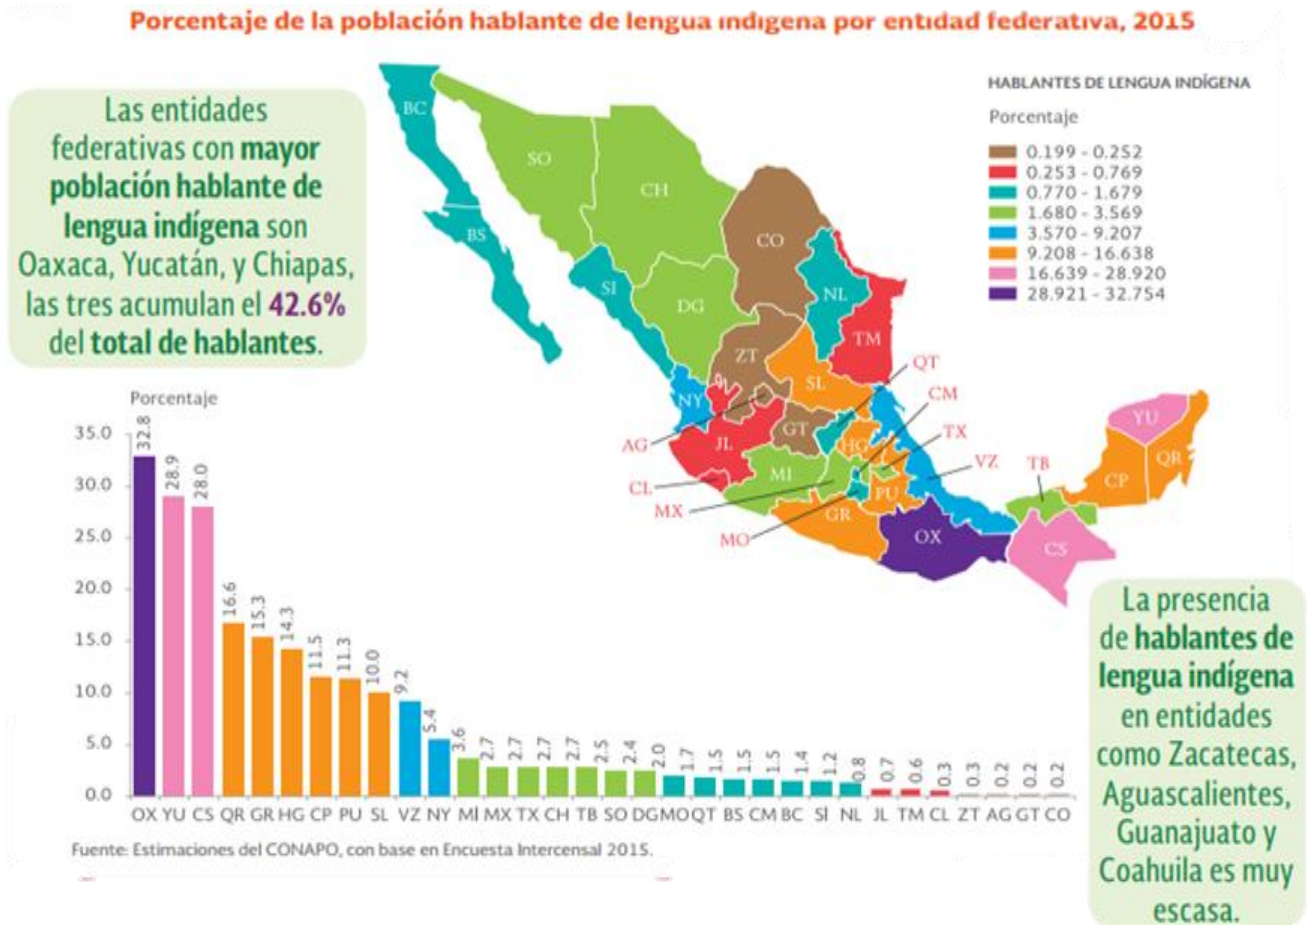 Porcentaje de la población hablante de lengua indígena por entidad federativa, 2015
Las entidades
federativas con mayor
población hablante de
lengua indígena son
Oaxaca, Yucatán, y Chiapas,
las tres acumulan el 42.6%
del total de hablantes.
HABLANTES DE LENGUA INDÍGENA
Porcentaje
0.199 - 0.252
0.253 - 0.769
0.770 - 1.679
1.680 - 3.569
3.570 - 9.207
9.208 - 16.638
16.639 - 28.920
28.921 - 32.754
BC
SO
CH
CO
BS
SI
DG
NL
TM
ZT
SL
QT
CM
NY
AG
JL
GT
HG
TX
VZ
TB
YU
QR
CP
CL
MI
MX
PU
GR
MO
OX
CS
Porcentaje
35.0
30.0
25.0
20.0
15.0
10.0
5.0
0.0
32.8 28.9 28.0 16.6 15.3 14.3 11.5 11.3 10.0 9.2 5.4 3.6 2.7 2.7 2.7 2.7 2.5 2.4 2.0 1.7 1.5 1.5 1.5 1.4 1.2 0.8 0.7 0.6 0.3 0.3 0.2 0.2 0.2
OX YU CS QR GR HG CP PU SL VZ NY MI MX TX CH TB SO DG MO QT BS CM BC SI NL JL TM CL ZT AG GT CO
Fuente: Estimaciones del CONAPO, con base en Encuesta Intercensal 2015.
La presencia
de hablantes de
lengua indígena
en entidades
como Zacatecas,
Aguascalientes,
Guanajuato y
Coahuila es muy
escasa.